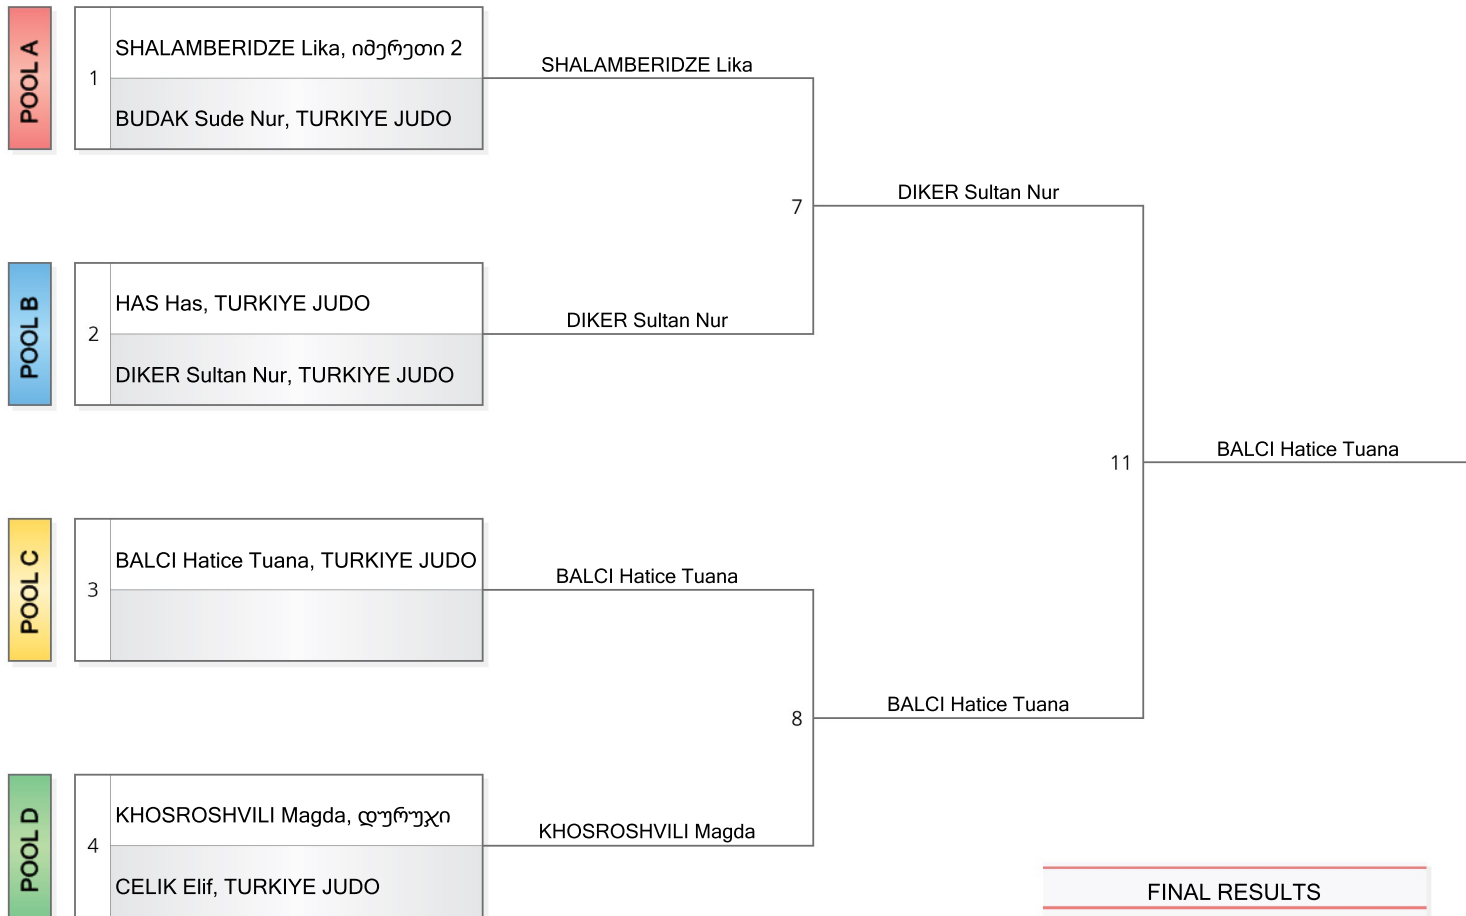 POOL A
1
SHALAMBERIDZE Lika, იმერეთი 2
BUDAK Sude Nur, TURKIYE JUDO
SHALAMBERIDZE Lika
7
DIKER Sultan Nur
POOL B
2
HAS Has, TURKIYE JUDO
DIKER Sultan Nur, TURKIYE JUDO
DIKER Sultan Nur
11
BALCI Hatice Tuana
POOL C
3
BALCI Hatice Tuana, TURKIYE JUDO
BALCI Hatice Tuana
8
BALCI Hatice Tuana
POOL D
4
KHOSROSHVILI Magda, დურუჯი
CELIK Elif, TURKIYE JUDO
KHOSROSHVILI Magda
FINAL RESULTS